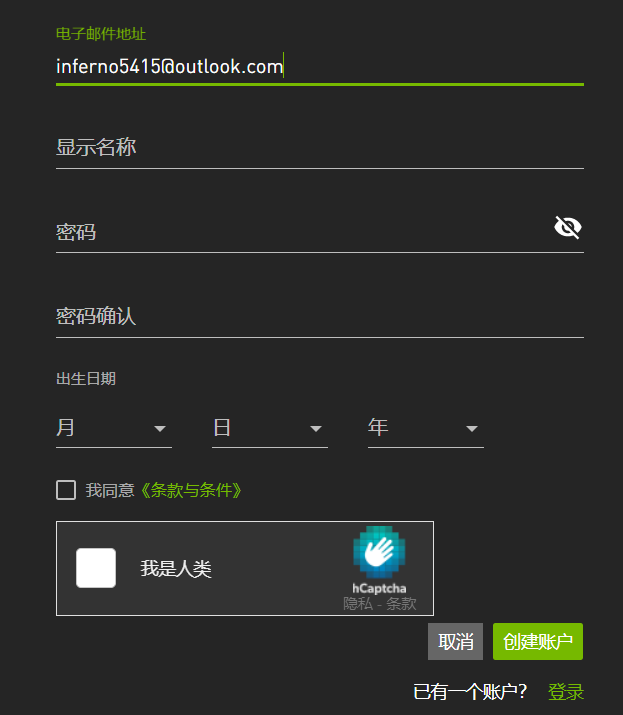 电子邮件地址
inferno5415@outlook.com
显示名称
密码
密码确认
出生日期
月 日 年
我同意《条款与条件》
我是人类
hCaptcha
隐私 - 条款
取消 创建账户
已有一个账户? 登录